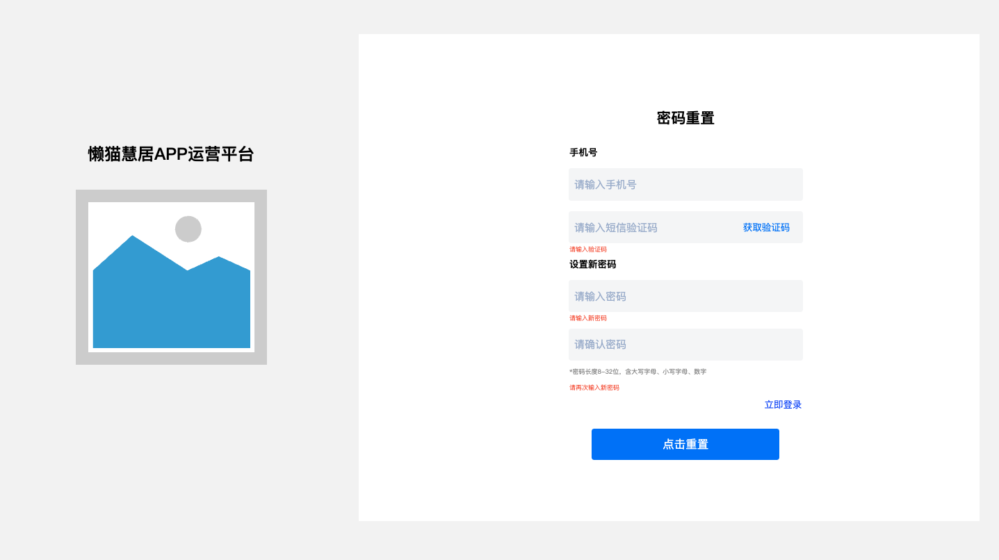 懒猫慧居APP运营平台
密码重置
手机号
请输入手机号
请输入短信验证码 获取验证码
请输入验证码
设置新密码
请输入密码
请输入新密码
请确认密码
*密码长度8-32位，含大写字母、小写字母、数字
请再次输入新密码
立即登录
点击重置